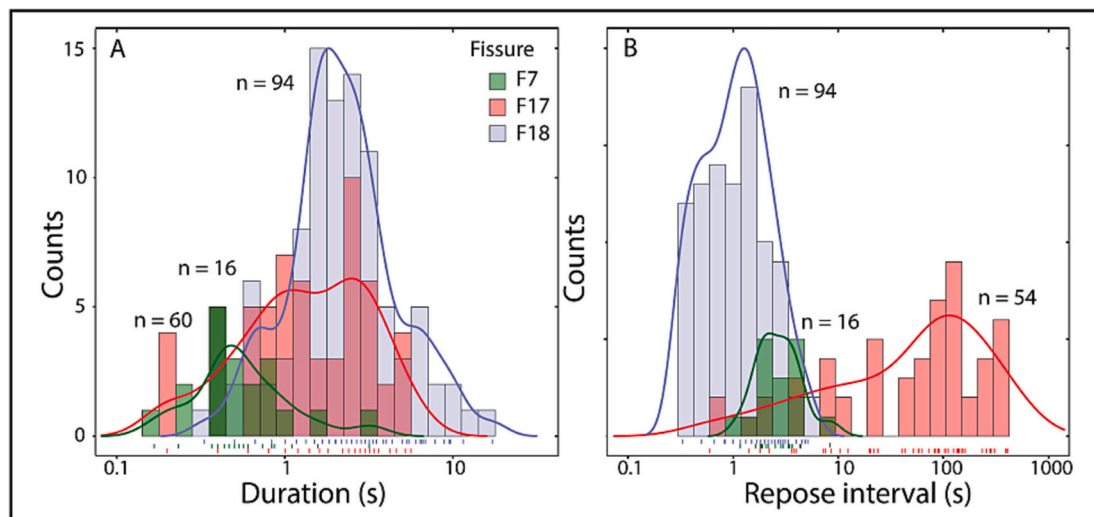 A
Fissure
F7
F17
F18
n = 94
n = 16
n = 60
15
10
5
0
Counts
0.1 1 10
Duration (s)
B
n = 94
n = 16
n = 54
Counts
0.1 1 10 100 1000
Repose interval (s)